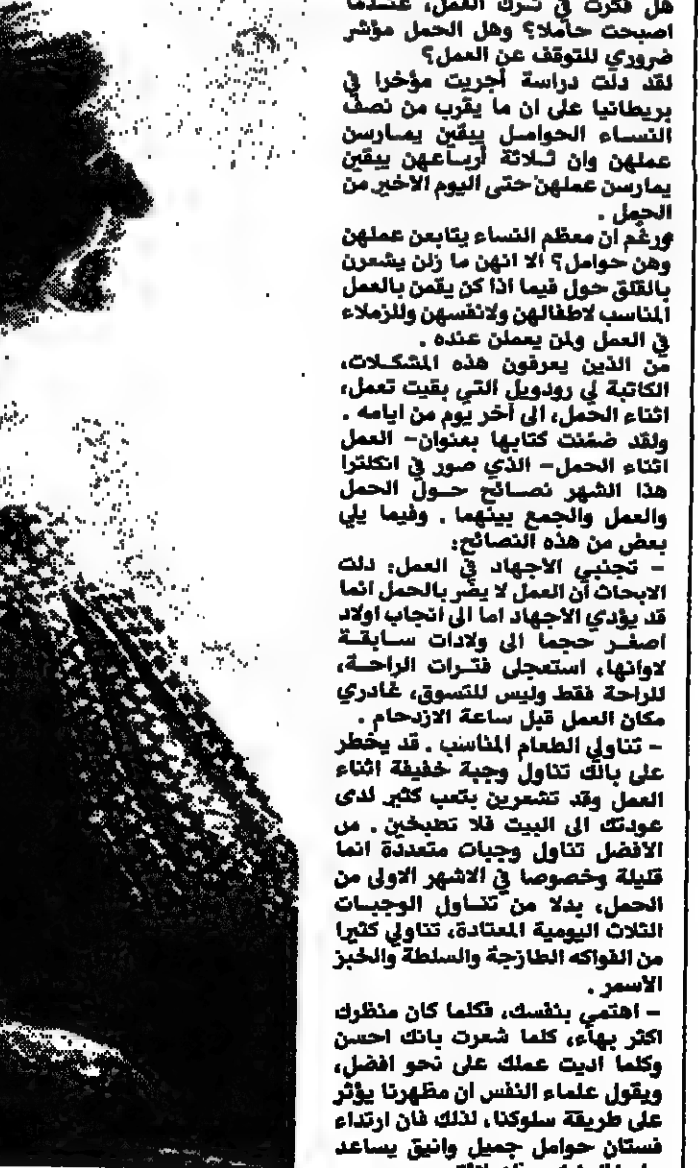 هل فكرت في تـرك العمل، عنـدما
اصبحت حاملا؟ وهل الحمل مؤشر
ضروري للتوقف عن العمل؟
لقد دلت دراسة أجريت مؤخرا في
بريطانيا على ان ما يقرب من نصف
النساء الحوامل يبقين يمارسن
عملهن وان ثلاثة أرباعهن يبقين
يمارسن عملهن حتى اليوم الاخير من
الحمل .
ورغم ان معظم النساء يتابعن عملهن
وهن حوامل؟ الا انهن ما زلن يشعرن
بالقلق حول فيما اذا كن يقمن بالعمل
المناسب لاطفالهن ولانفسهن وللزملاء
في العمل ولمن يعملن عنده .
من الذين يعرفون هذه المشكلات،
الكاتبة لي رودويل التي بقيت تعمل،
اثناء الحمل، الى آخر يوم من ايامه .
ولقد ضمنت كتابها بعنوان– العمل
اثناء الحمل– الذي صور في انكلترا
هذا الشهر نصائح حول الحمل
والعمل والجمع بينهما . وفيما يلي
بعض من هذه النصائح:
– تجنبي الاجهاد في العمل: دلت
الابحاث أن العمل لا يضر بالحمل انما
قد يؤدي الاجهاد اما الى انجاب اولاد
اصغر حجما الى ولادات سابقة
لاوانها، استعجلى فترات الراحة،
للراحة فقط وليس للتسوق، غادري
مكان العمل قبل ساعة الازدحام .
– تناولي الطعام المناسب . قد يخطر
على بالك تناول وجبة خفيفة اثناء
العمل وقد تشعرين بتعب كثير لدى
عودتك الى البيت فلا تطبخين . من
الافضل تناول وجبات متعددة انما
قليلة وخصوصا في الاشهر الاولى من
الحمل، بدلا من تناول الوجبات
الثلاث اليومية المعتادة، تناولي كثيرا
من الفواكه الطازجة والسلطة والخبز
الاسمر .
– اهتمي بنفسك، فكلما كان منظرك
اكثر بهاء، كلما شعرت بانك احسن
وكلما اديت عملك على نحو افضل،
ويقول علماء النفس ان مظهرنا يؤثر
على طريقة سلوكنا، لذلك فان ارتداء
فستان حوامل جميل وانيق يساعد